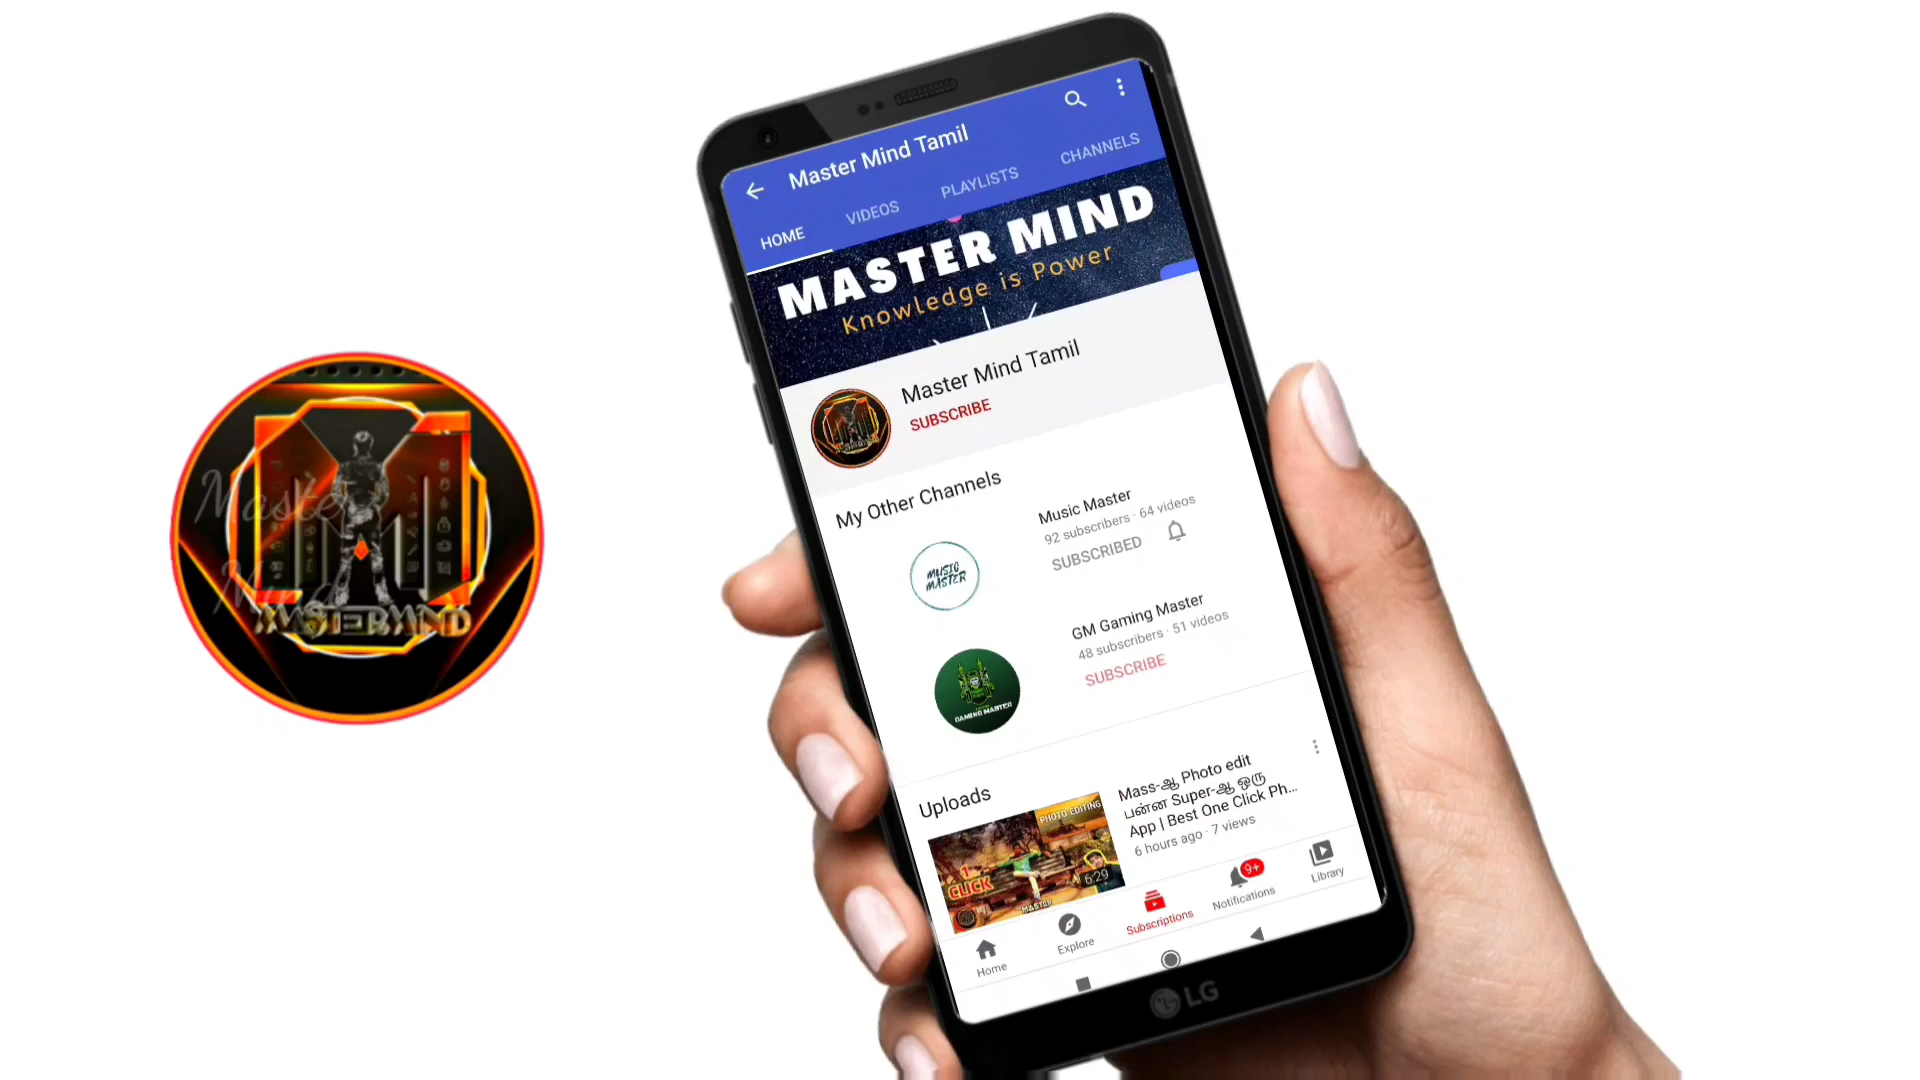 Master
Mind
MASTERMIND
Master Mind Tamil
HOME
VIDEOS
PLAYLISTS
CHANNELS
MASTER MIND
Knowledge is Power
Master Mind Tamil
SUBSCRIBE
My Other Channels
MUSIC
MASTER
Music Master
92 subscribers · 64 videos
SUBSCRIBED
GAMING MASTER
GM Gaming Master
48 subscribers · 51 videos
SUBSCRIBE
Uploads
PHOTO EDITING
1
CLICK
MASTER
6:29
Mass-ஆ Photo edit
பண்ண Super-ஆ ஒரு
App | Best One Click Ph...
6 hours ago · 7 views
Home
Explore
Subscriptions
9+
Notifications
Library
LG